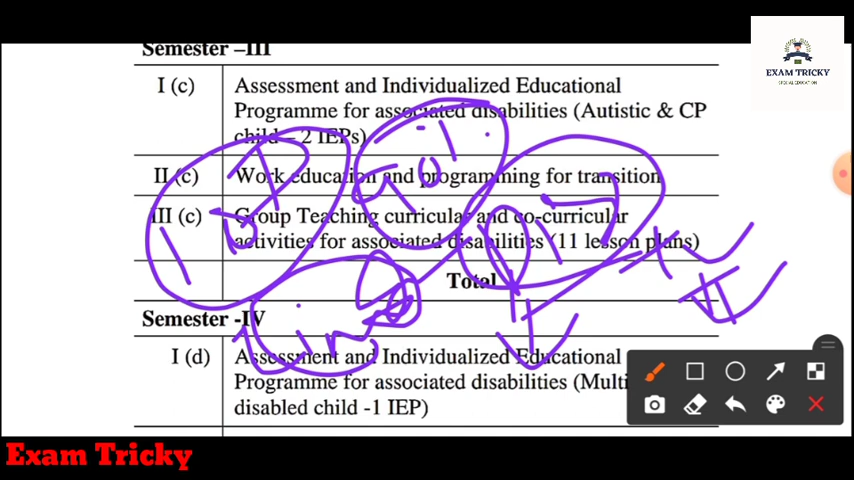 Semester –III
EXAM TRICKY
SPECIAL EDUCATION
I (c) Assessment and Individualized Educational
Programme for associated disabilities (Autistic & CP
child – 2 IEPs)
II (c) Work education and programming for transition
III (c) Group Teaching curricular and co-curricular
activities for associated disabilities (11 lesson plans)
Total
Semester -IV
I (d) Assessment and Individualized Educational
Programme for associated disabilities (Multi
disabled child -1 IEP)
Exam Tricky